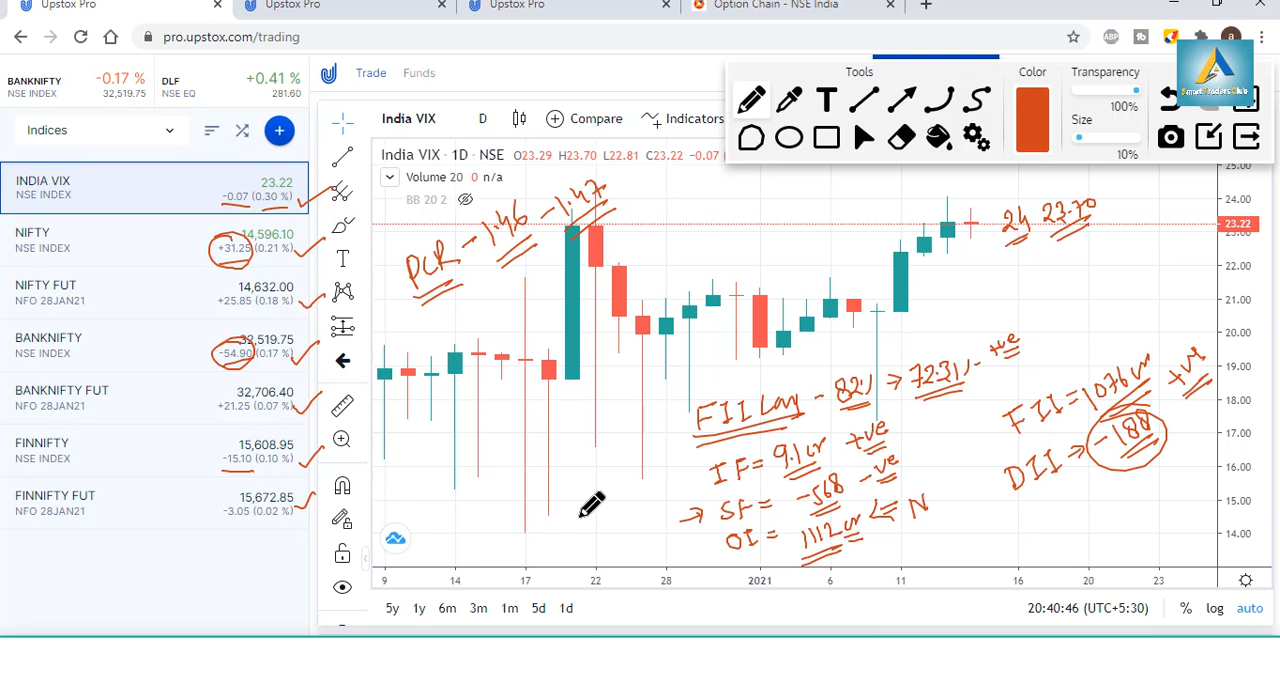 Upstox Pro
Upstox Pro
Upstox Pro
Option Chain - NSE India
pro.upstox.com/trading
ABP
a
BANKNIFTY -0.17 %
NSE INDEX 32,519.75
DLF +0.41 %
NSE EQ 281.60
Indices
INDIA VIX 23.22
NSE INDEX -0.07 (0.30 %)
NIFTY 14,596.10
NSE INDEX +31.25 (0.21 %)
NIFTY FUT 14,632.00
NFO 28JAN21 +25.85 (0.18 %)
BANKNIFTY 32,519.75
NSE INDEX -54.90 (0.17 %)
BANKNIFTY FUT 32,706.40
NFO 28JAN21 +21.25 (0.07 %)
FINNIFTY 15,608.95
NSE INDEX -15.10 (0.10 %)
FINNIFTY FUT 15,672.85
NFO 28JAN21 -3.05 (0.02 %)
Trade Funds
India VIX D Compare Indicators
India VIX · 1D · NSE O23.29 H23.70 L22.81 C23.22 -0.07
Volume 20 0 n/a
BB 20 2
Tools
Color
Transparency
100%
Size
10%
Smart Traders Club
PCR - 1.46 - 1.47
24 23.70
FII Long - 82% → 72.31% - +ve
IF = 9.1 cr +ve
→ SF = -568 -ve
OI = 1112 cr <= N
FII = 1076 cr +ve
DII => -188
25.00
24.00
23.22
23.00
22.00
21.00
20.00
19.00
18.00
17.00
16.00
15.00
14.00
9 14 17 22 28 2021 6 11 16 20 23
5y 1y 6m 3m 1m 5d 1d
20:40:46 (UTC+5:30) % log auto